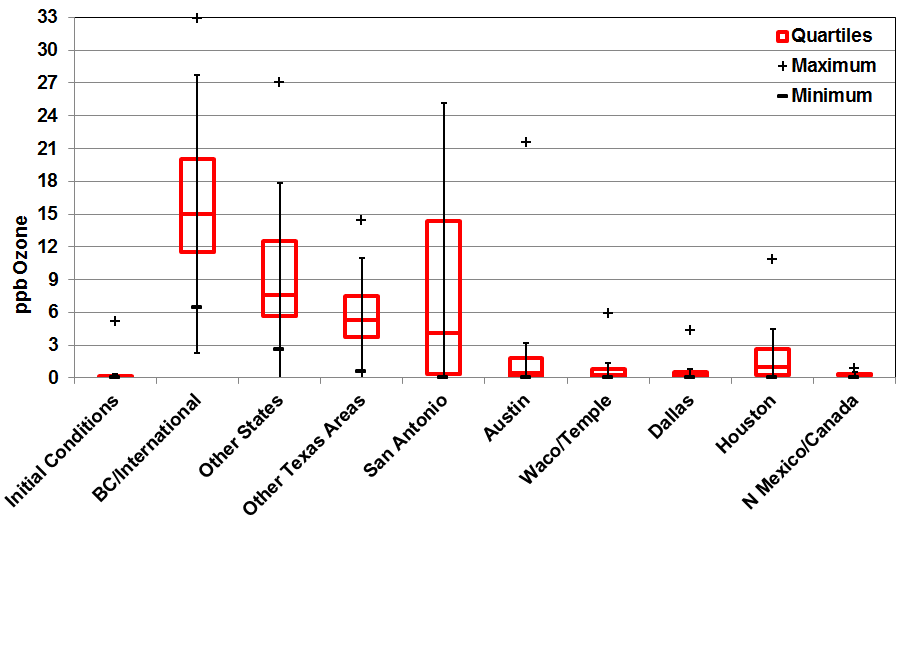 33
30
27
24
21
18
15
12
9
6
3
0
ppb Ozone
Quartiles
Maximum
Minimum
Initial Conditions
BC/International
Other States
Other Texas Areas
San Antonio
Austin
Waco/Temple
Dallas
Houston
N Mexico/Canada